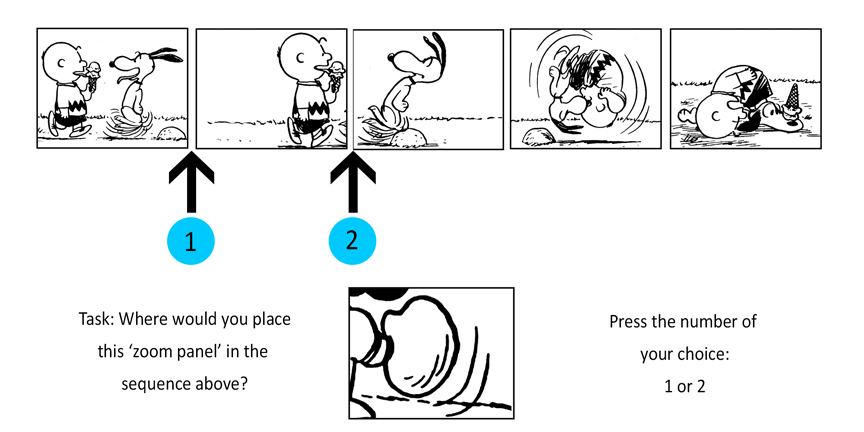 1
2
Task: Where would you place
this ‘zoom panel’ in the
sequence above?
Press the number of
your choice:
1 or 2